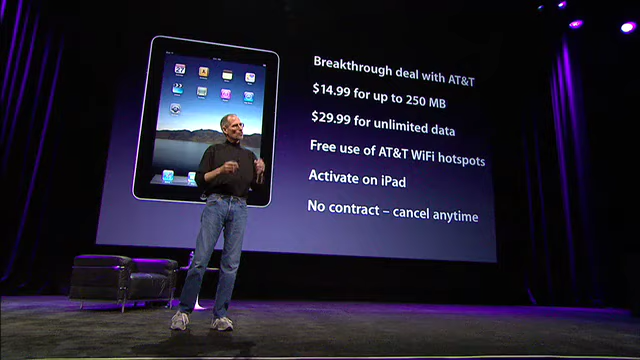 Breakthrough deal with AT&T
$14.99 for up to 250 MB
$29.99 for unlimited data
Free use of AT&T WiFi hotspots
Activate on iPad
No contract – cancel anytime
27